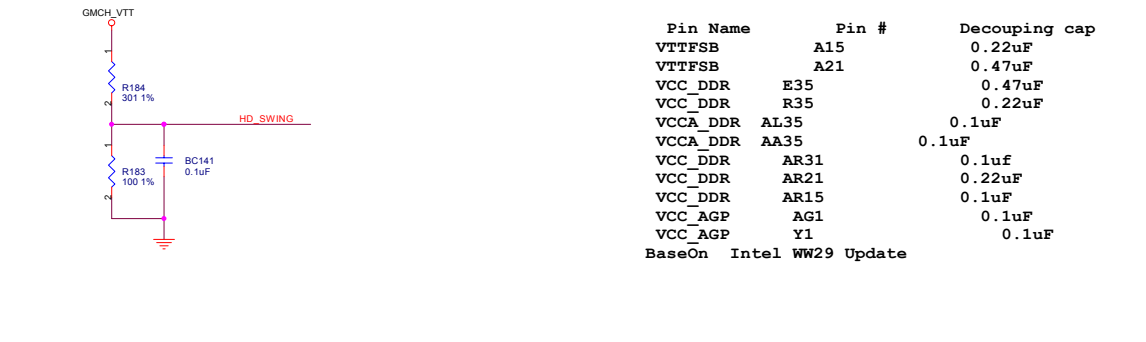 GMCH_VTT
1
R184
301 1%
2
HD_SWING
1
BC141
0.1uF
R183
100 1%
2
Pin Name Pin # Decouping cap
VTTFSB A15 0.22uF
VTTFSB A21 0.47uF
VCC_DDR E35 0.47uF
VCC_DDR R35 0.22uF
VCCA_DDR AL35 0.1uF
VCCA_DDR AA35 0.1uF
VCC_DDR AR31 0.1uf
VCC_DDR AR21 0.22uF
VCC_DDR AR15 0.1uF
VCC_AGP AG1 0.1uF
VCC_AGP Y1 0.1uF
BaseOn Intel WW29 Update